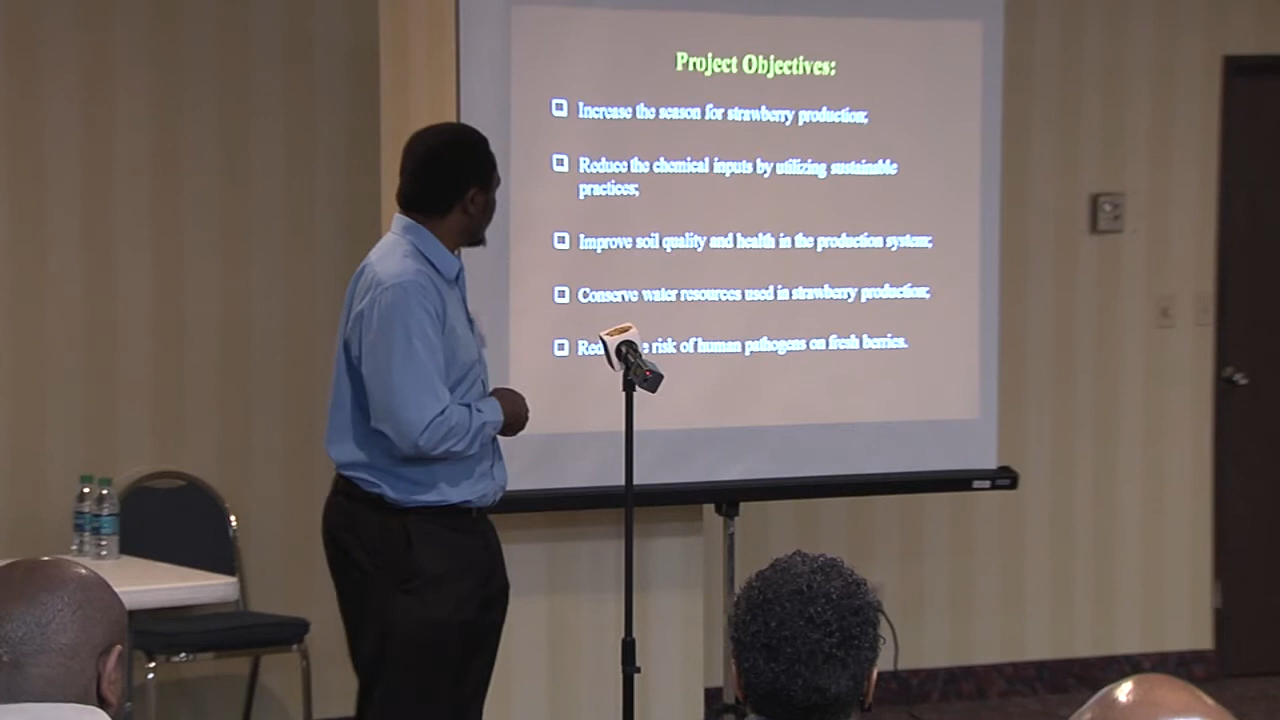 Project Objectives:
Increase the season for strawberry production;
Reduce the chemical inputs by utilizing sustainable
practices;
Improve soil quality and health in the production system;
Conserve water resources used in strawberry production;
risk of human pathogens on fresh berries.